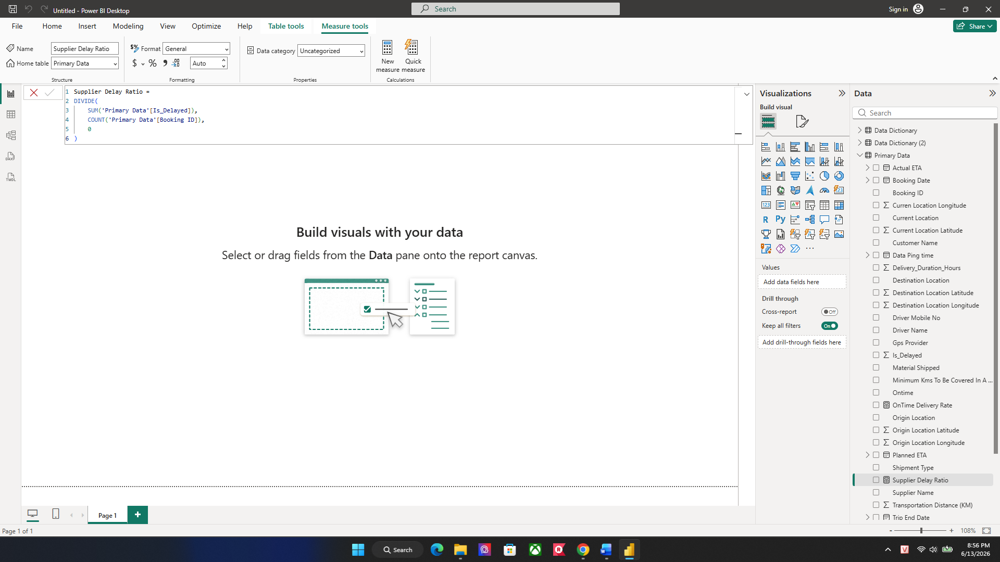 Untitled - Power BI Desktop
Search
Sign in
File
Home
Insert
Modeling
View
Optimize
Help
Table tools
Measure tools
Share
Name
Supplier Delay Ratio
Home table
Primary Data
Structure
Format
General
$
%
Auto
Formatting
Data category
Uncategorized
Properties
New measure
Quick measure
Calculations
1 Supplier Delay Ratio =
2 DIVIDE(
3 SUM('Primary Data'[Is_Delayed]),
4 COUNT('Primary Data'[Booking ID]),
5 0
6 )
DAX
TMDL
Build visuals with your data
Select or drag fields from the Data pane onto the report canvas.
Visualizations
Build visual
123
123
R
Py
Values
Add data fields here
Drill through
Cross-report
Off
Keep all filters
On
Add drill-through fields here
Data
Search
Data Dictionary
Data Dictionary (2)
Primary Data
Actual ETA
Booking Date
Booking ID
Curren Location Longitude
Current Location
Current Location Latitude
Customer Name
Data Ping time
Delivery_Duration_Hours
Destination Location
Destination Location Latitude
Destination Location Longitude
Driver Mobile No
Driver Name
Gps Provider
Is_Delayed
Material Shipped
Minimum Kms To Be Covered In A ...
Ontime
OnTime Delivery Rate
Origin Location
Origin Location Latitude
Origin Location Longitude
Planned ETA
Shipment Type
Supplier Delay Ratio
Supplier Name
Transportation Distance (KM)
Trip End Date
Page 1
Page 1 of 1
108%
Search
8:56 PM
6/13/2026